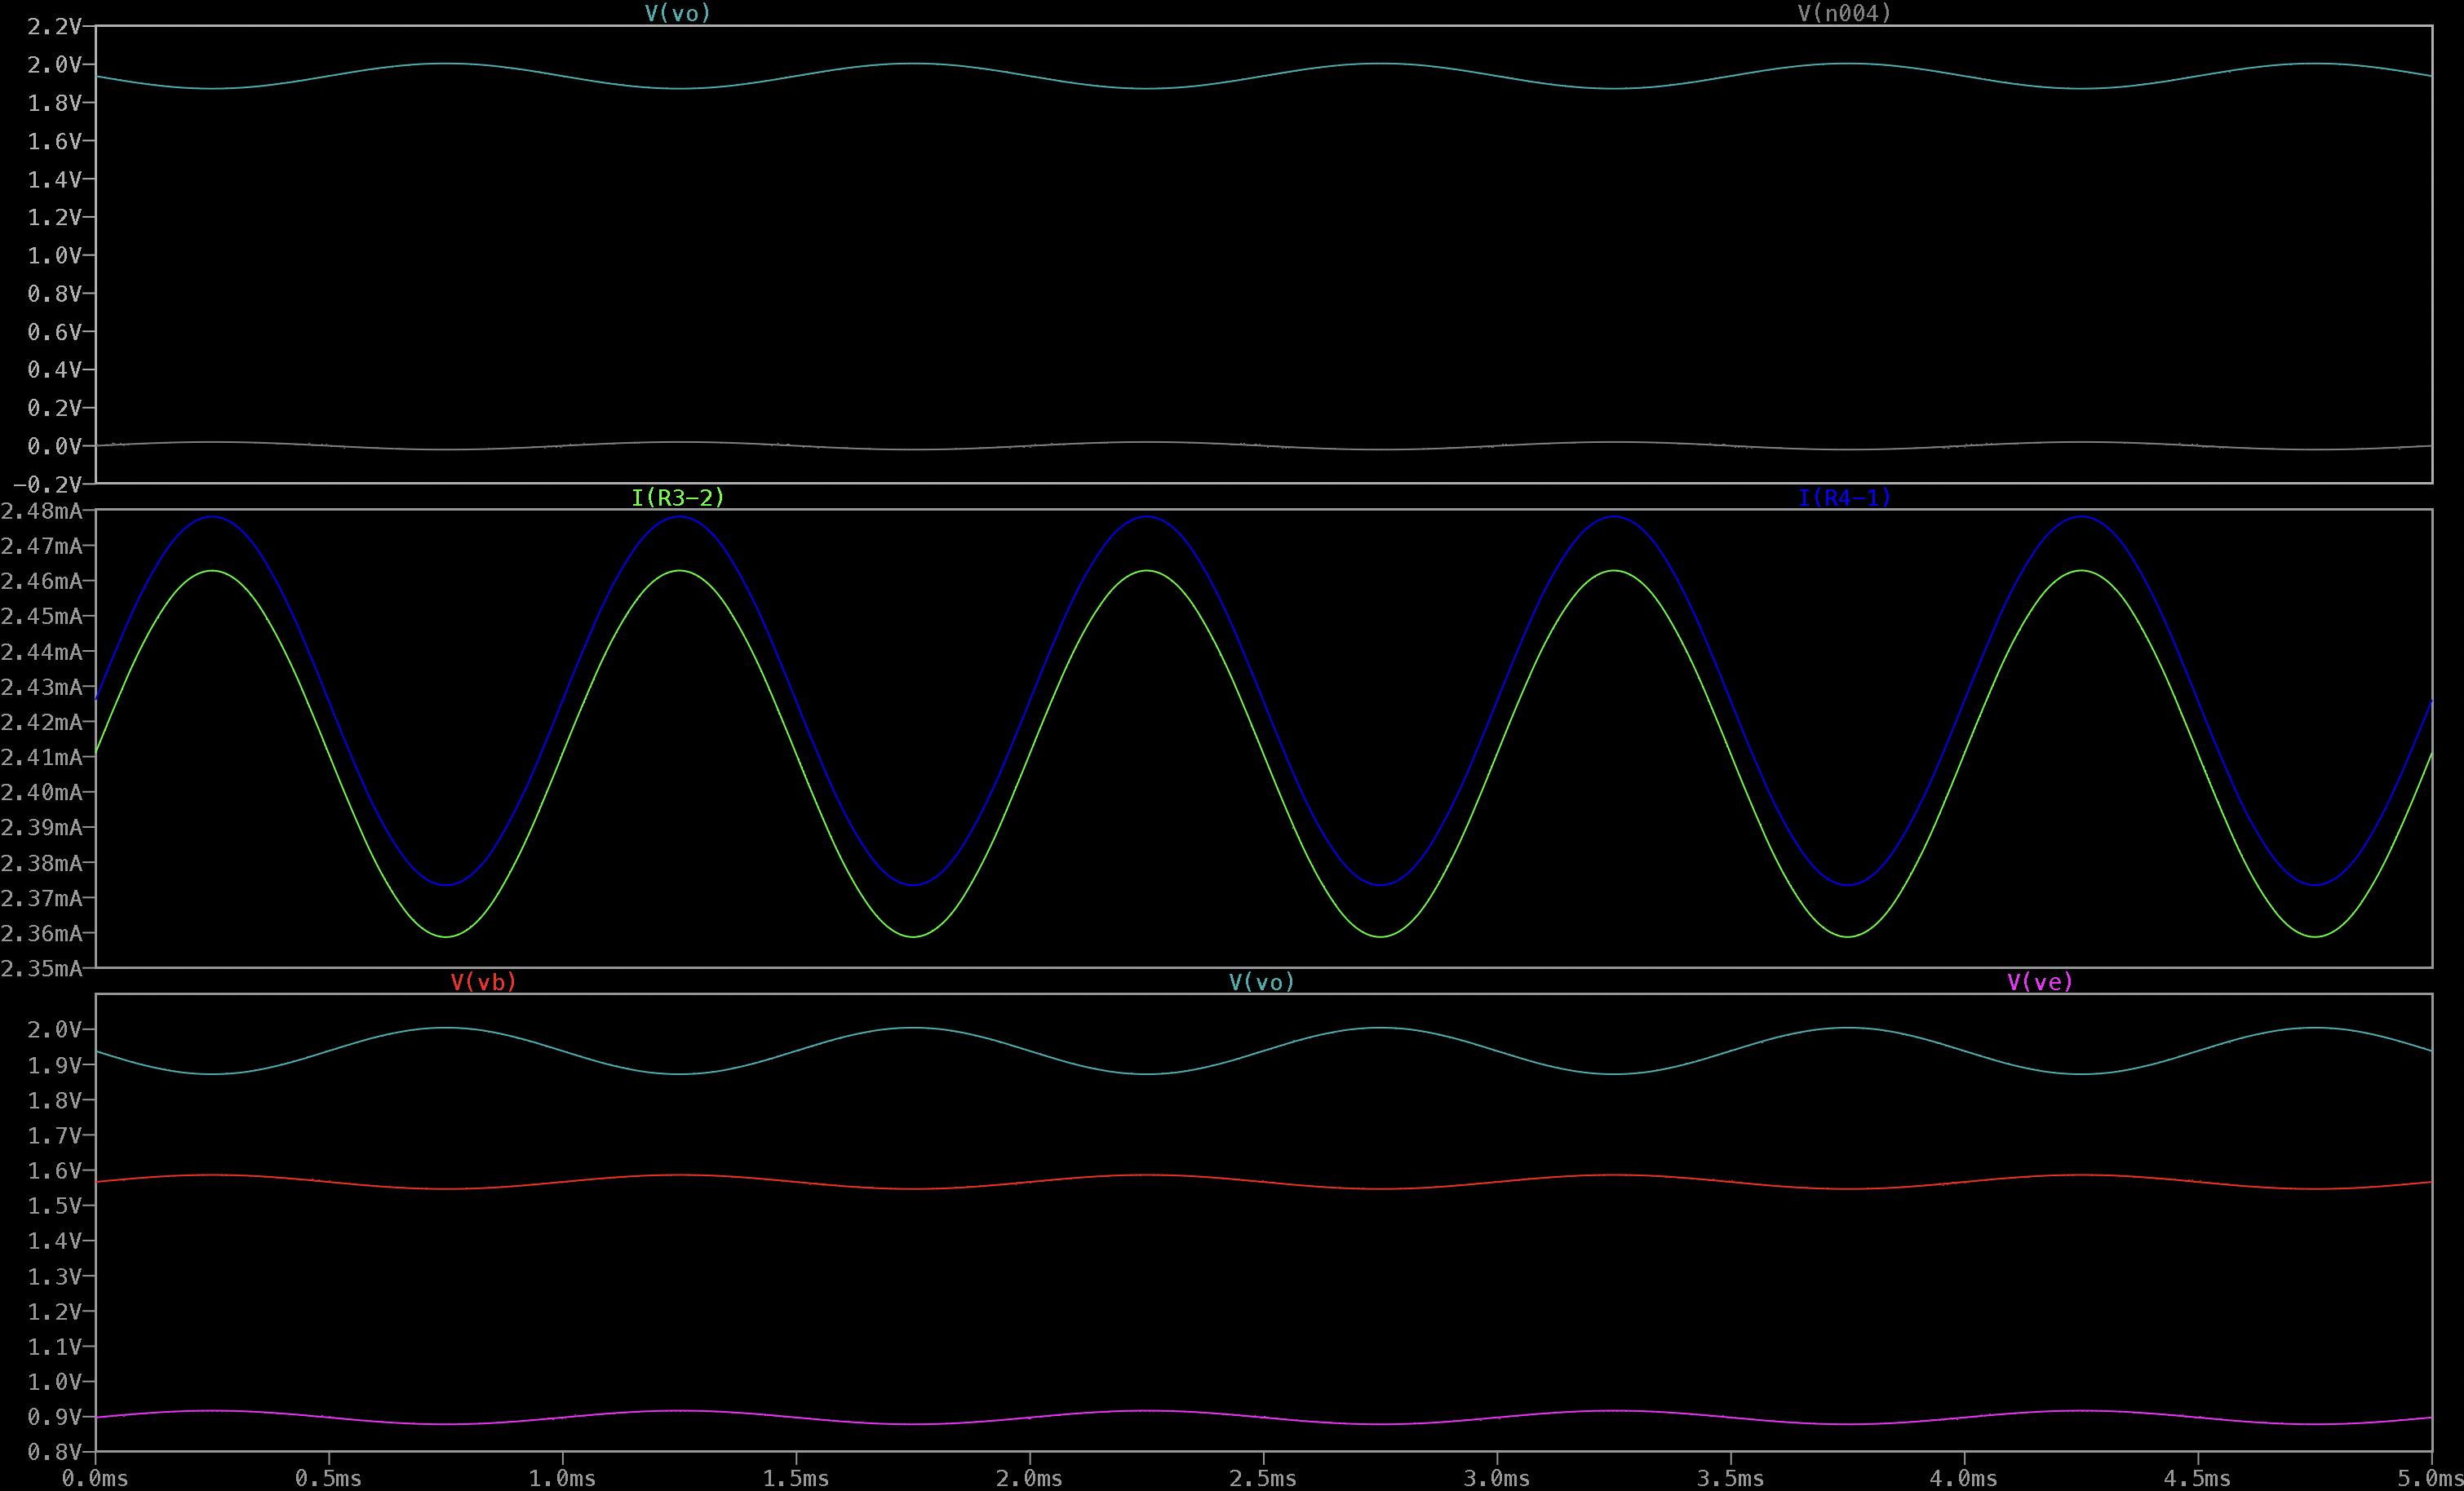 V(vo) V(n004)
2.2V
2.0V
1.8V
1.6V
1.4V
1.2V
1.0V
0.8V
0.6V
0.4V
0.2V
0.0V
−0.2V
I(R3−2) I(R4−1)
2.48mA
2.47mA
2.46mA
2.45mA
2.44mA
2.43mA
2.42mA
2.41mA
2.40mA
2.39mA
2.38mA
2.37mA
2.36mA
2.35mA
V(vb) V(vo) V(ve)
2.0V
1.9V
1.8V
1.7V
1.6V
1.5V
1.4V
1.3V
1.2V
1.1V
1.0V
0.9V
0.8V
0.0ms 0.5ms 1.0ms 1.5ms 2.0ms 2.5ms 3.0ms 3.5ms 4.0ms 4.5ms 5.0ms